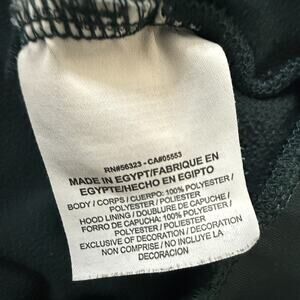 RN#56323 - CA#05553
MADE IN EGYPT/FABRIQUE EN
EGYPTE/HECHO EN EGIPTO
BODY / CORPS / CUERPO: 100% POLYESTER /
POLYESTER / POLIESTER
HOOD LINING / DOUBLURE DE CAPUCHE /
FORRO DE CAPUCHA: 100% POLYESTER /
POLYESTER / POLIESTER
EXCLUSIVE OF DECORATION / DECORATION
NON COMPRISE / NO INCLUYE LA
DECORACION